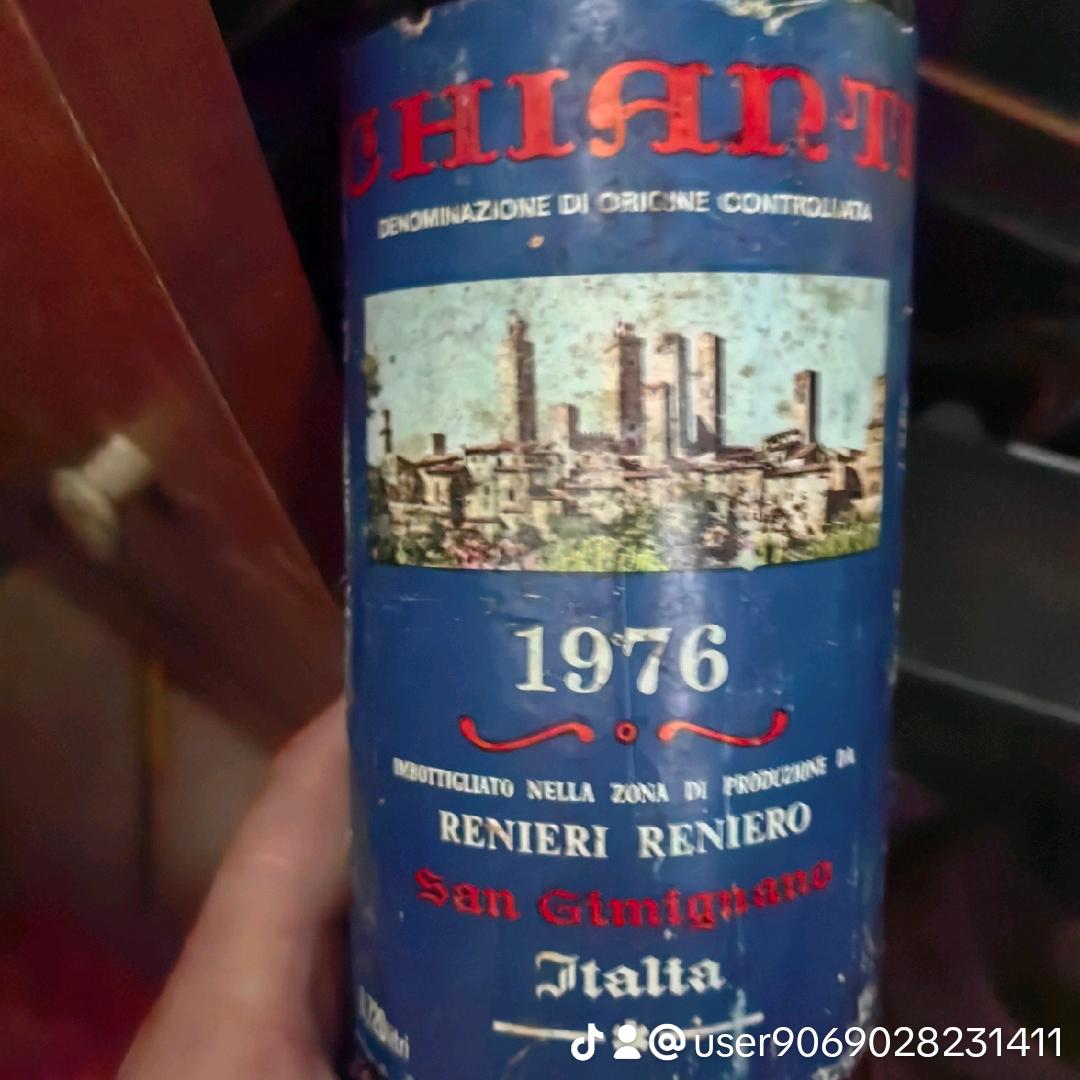 CHIANTI
DENOMINAZIONE DI ORIGINE CONTROLLATA
1976
IMBOTTIGLIATO NELLA ZONA DI PRODUZIONE DA
RENIERI RENIERO
San Gimignano
Italia
@user9069028231411